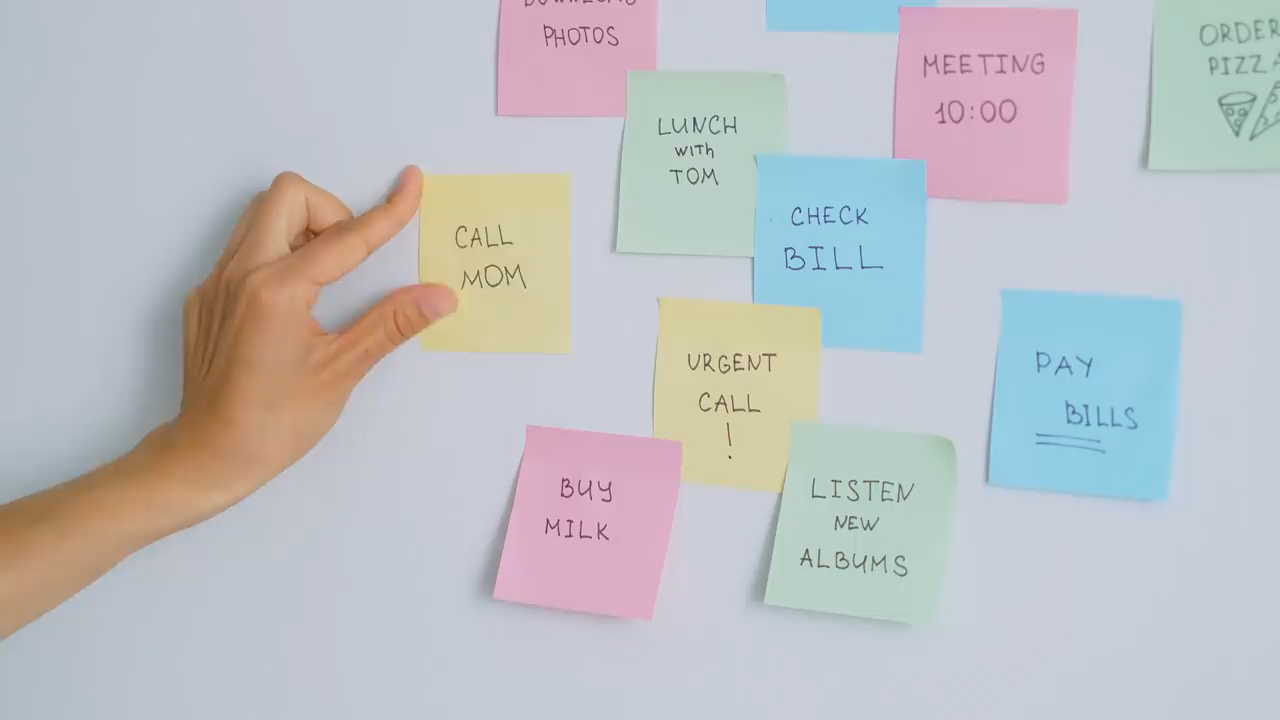 DOWNLOAD
PHOTOS
MEETING
10:00
ORDER
PIZZA
LUNCH
with
TOM
CHECK
BILL
CALL
MOM
URGENT
CALL
!
PAY
BILLS
BUY
MILK
LISTEN
NEW
ALBUMS